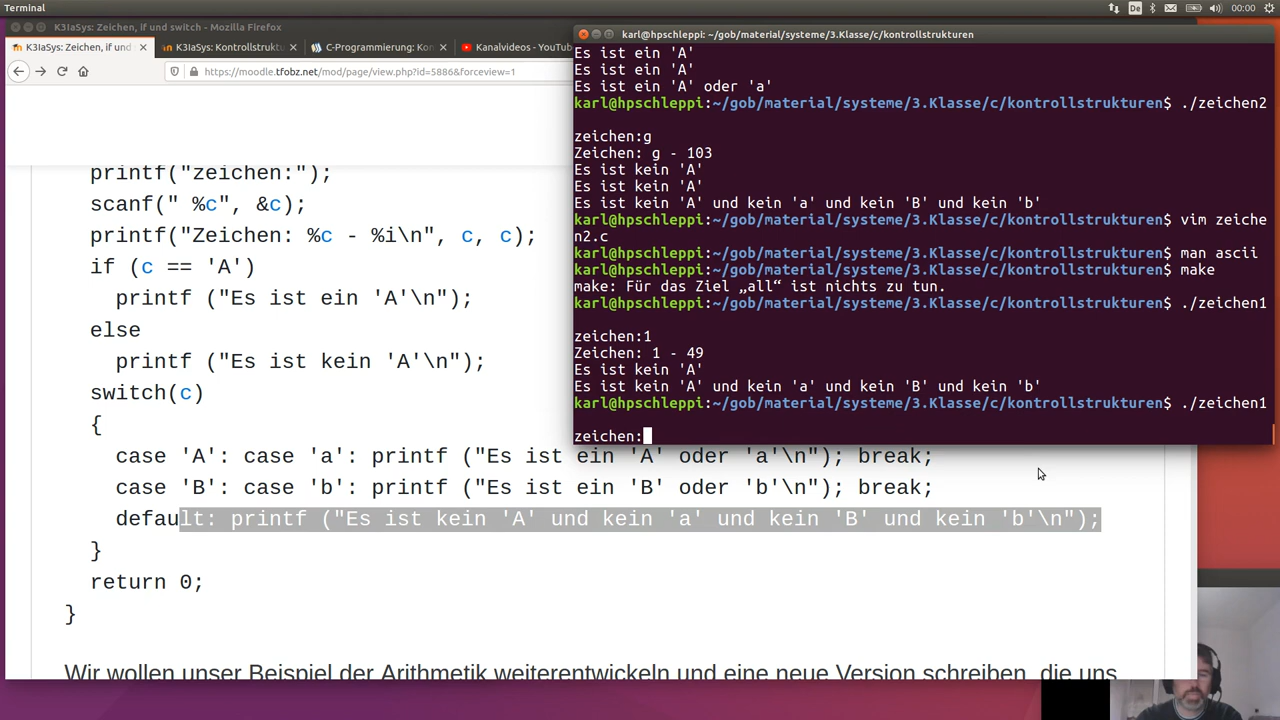 Terminal
De
00:00
K3IaSys: Zeichen, if und switch - Mozilla Firefox
K3IaSys: Zeichen, if und s
K3IaSys: Kontrollstruktu
C-Programmierung: Kon
Kanalvideos - YouTub
https://moodle.tfobz.net/mod/page/view.php?id=5886&forceview=1
printf("zeichen:");
scanf(" %c", &c);
printf("Zeichen: %c - %i\n", c, c);
if (c == 'A')
printf ("Es ist ein 'A'\n");
else
printf ("Es ist kein 'A'\n");
switch(c)
{
case 'A': case 'a': printf ("Es ist ein 'A' oder 'a'\n"); break;
case 'B': case 'b': printf ("Es ist ein 'B' oder 'b'\n"); break;
default: printf ("Es ist kein 'A' und kein 'a' und kein 'B' und kein 'b'\n");
}
return 0;
}
Wir wollen unser Beispiel der Arithmetik weiterentwickeln und eine neue Version schreiben, die uns
karl@hpschleppi: ~/gob/material/systeme/3.Klasse/c/kontrollstrukturen
Es ist ein 'A'
Es ist ein 'A'
Es ist ein 'A' oder 'a'
karl@hpschleppi:~/gob/material/systeme/3.Klasse/c/kontrollstrukturen$ ./zeichen2
zeichen:g
Zeichen: g - 103
Es ist kein 'A'
Es ist kein 'A'
Es ist kein 'A' und kein 'a' und kein 'B' und kein 'b'
karl@hpschleppi:~/gob/material/systeme/3.Klasse/c/kontrollstrukturen$ vim zeiche
n2.c
karl@hpschleppi:~/gob/material/systeme/3.Klasse/c/kontrollstrukturen$ man ascii
karl@hpschleppi:~/gob/material/systeme/3.Klasse/c/kontrollstrukturen$ make
make: Für das Ziel „all“ ist nichts zu tun.
karl@hpschleppi:~/gob/material/systeme/3.Klasse/c/kontrollstrukturen$ ./zeichen1
zeichen:1
Zeichen: 1 - 49
Es ist kein 'A'
Es ist kein 'A' und kein 'a' und kein 'B' und kein 'b'
karl@hpschleppi:~/gob/material/systeme/3.Klasse/c/kontrollstrukturen$ ./zeichen1
zeichen: